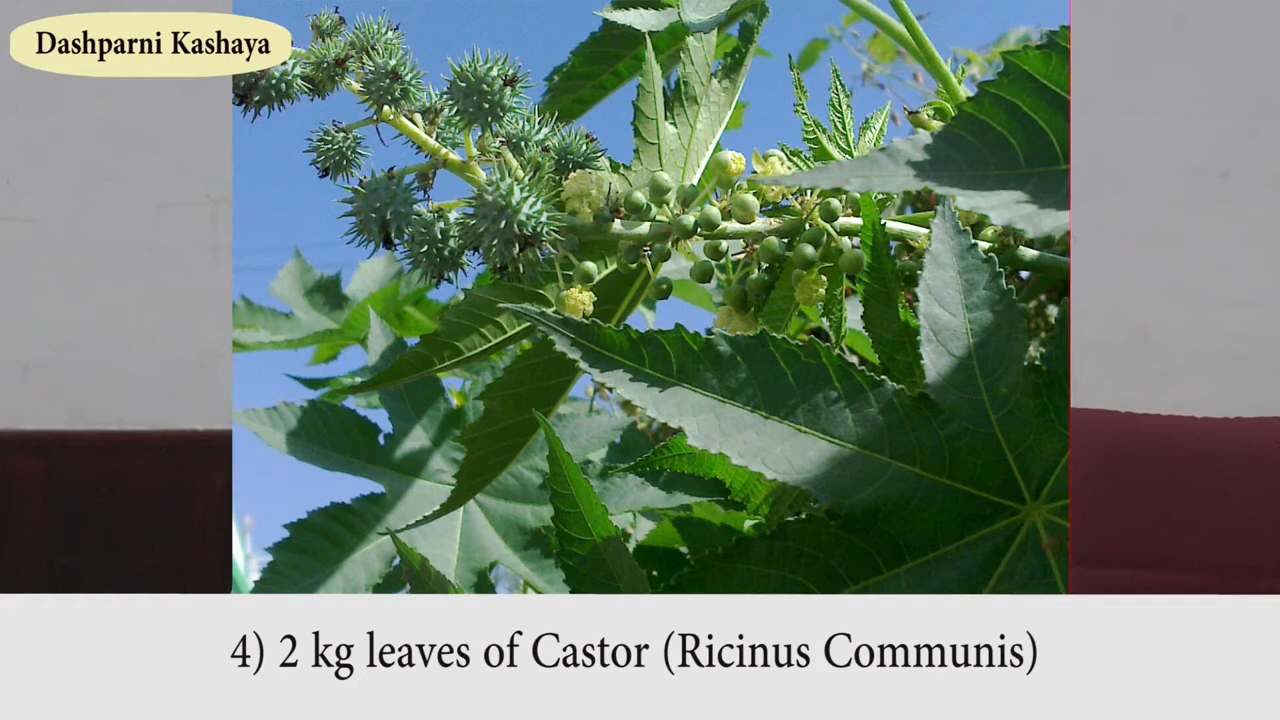 Dashparni Kashaya
4) 2 kg leaves of Castor (Ricinus Communis)